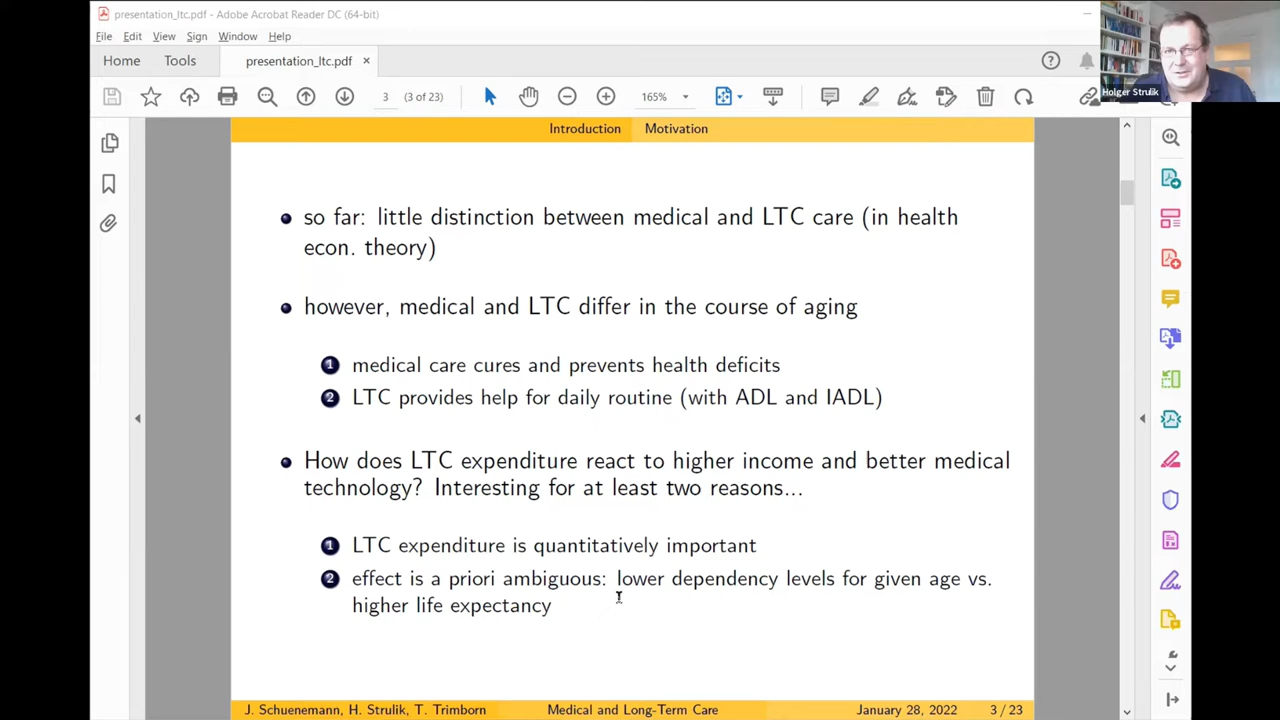 presentation_ltc.pdf - Adobe Acrobat Reader DC (64-bit)
File Edit View Sign Window Help
Home Tools presentation_ltc.pdf ×
3 (3 of 23) 165%
Holger Strulik
Introduction Motivation
so far: little distinction between medical and LTC care (in health
econ. theory)
however, medical and LTC differ in the course of aging
1 medical care cures and prevents health deficits
2 LTC provides help for daily routine (with ADL and IADL)
How does LTC expenditure react to higher income and better medical
technology? Interesting for at least two reasons...
1 LTC expenditure is quantitatively important
2 effect is a priori ambiguous: lower dependency levels for given age vs.
higher life expectancy
J. Schuenemann, H. Strulik, T. Trimborn Medical and Long-Term Care January 28, 2022 3 / 23